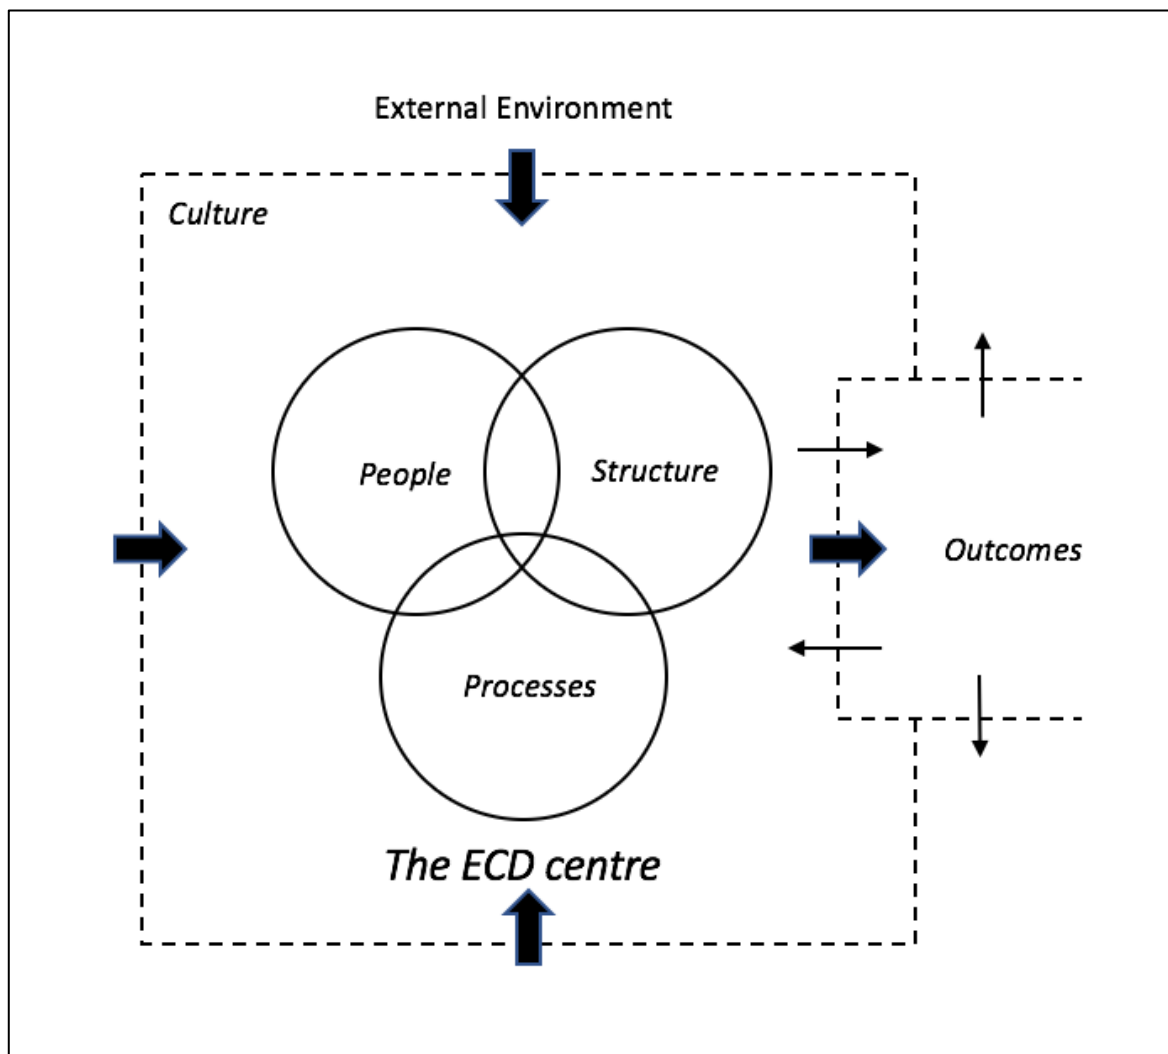 External Environment
Culture
People
Structure
Outcomes
Processes
The ECD centre